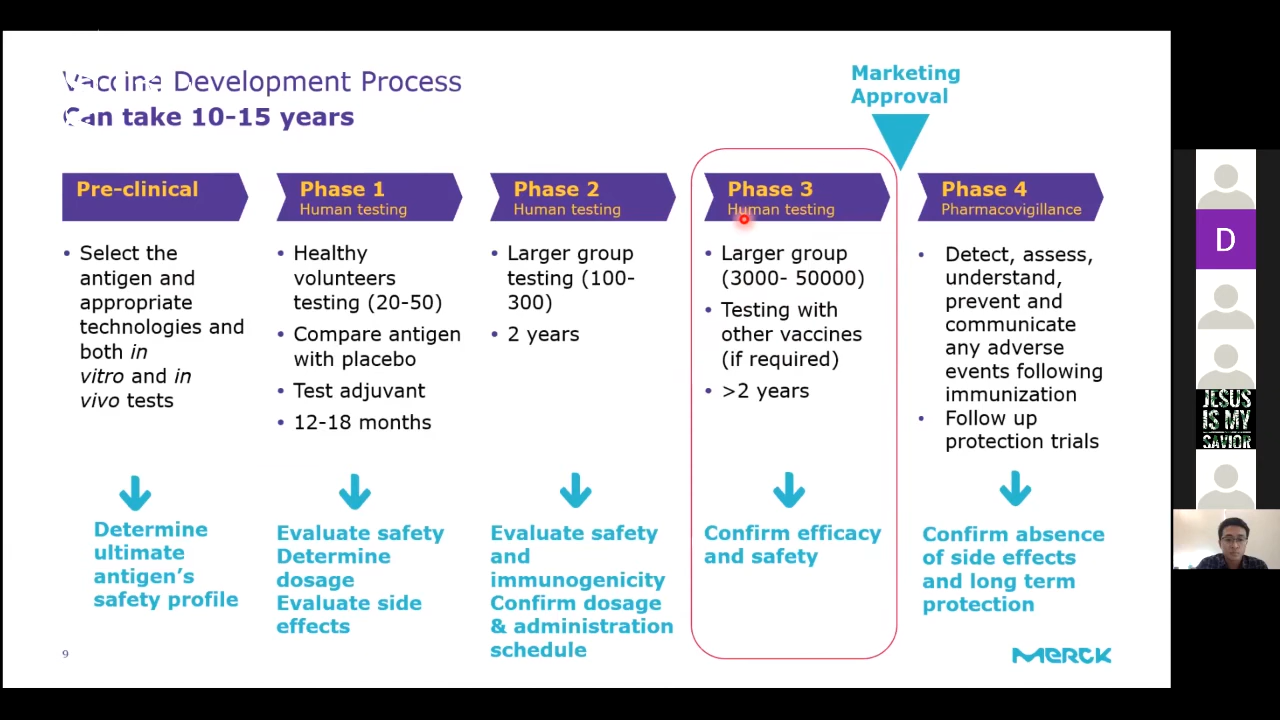 Vaccine Development Process
Can take 10-15 years
Marketing
Approval
Pre-clinical
• Select the
antigen and
appropriate
technologies and
both in
vitro and in
vivo tests
Determine
ultimate
antigen's
safety profile
Phase 1
Human testing
• Healthy
volunteers
testing (20-50)
• Compare antigen
with placebo
• Test adjuvant
• 12-18 months
Evaluate safety
Determine
dosage
Evaluate side
effects
Phase 2
Human testing
• Larger group
testing (100-
300)
• 2 years
Evaluate safety
and
immunogenicity
Confirm dosage
& administration
schedule
Phase 3
Human testing
• Larger group
(3000- 50000)
• Testing with
other vaccines
(if required)
• >2 years
Confirm efficacy
and safety
Phase 4
Pharmacovigillance
• Detect, assess,
understand,
prevent and
communicate
any adverse
events following
immunization
• Follow up
protection trials
Confirm absence
of side effects
and long term
protection
9
MERCK
D
JESUS
IS MY
SAVIOR